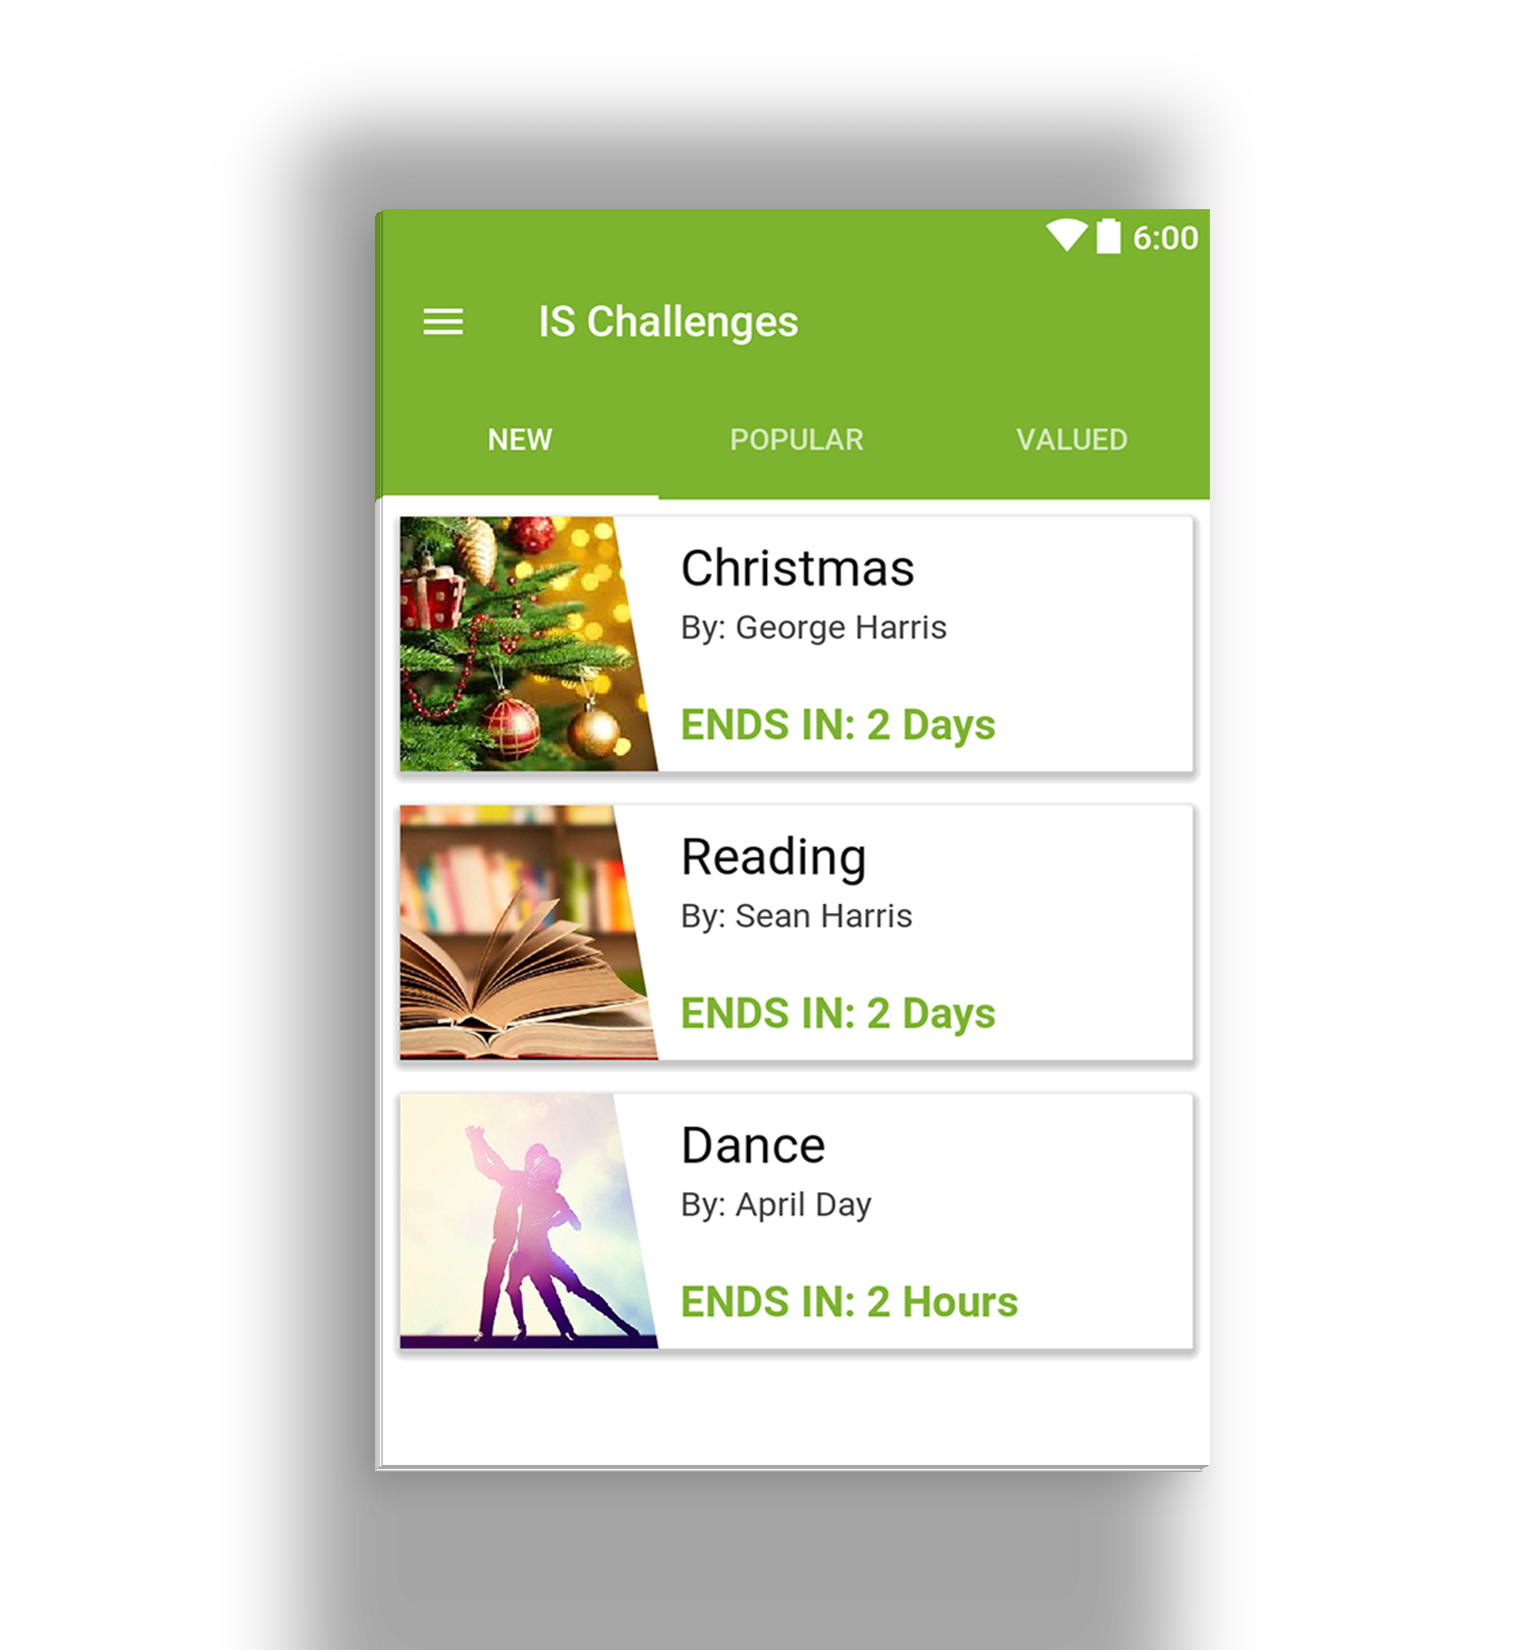 6:00
IS Challenges
NEW POPULAR VALUED
Christmas
By: George Harris
ENDS IN: 2 Days
Reading
By: Sean Harris
ENDS IN: 2 Days
Dance
By: April Day
ENDS IN: 2 Hours